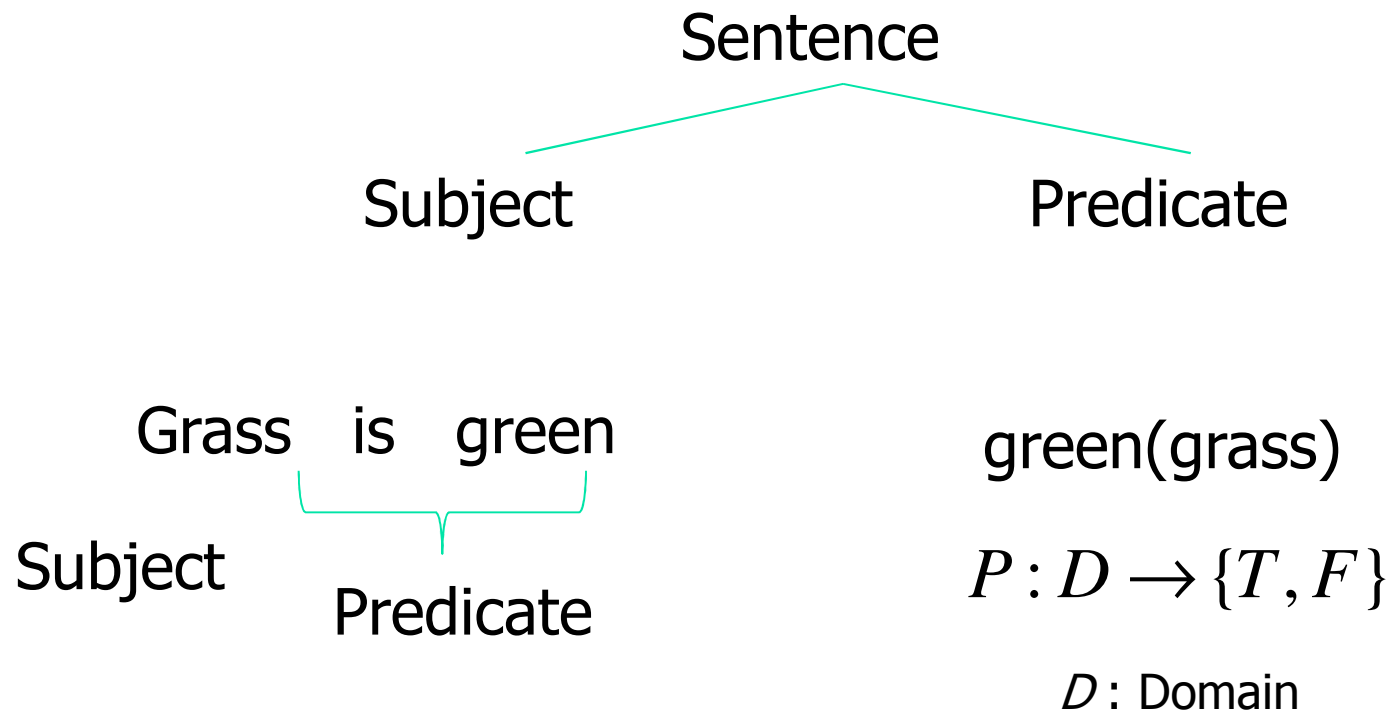 Sentence
Subject Predicate
Grass is green
green(grass)
Subject
Predicate
P : D → {T, F}
D : Domain